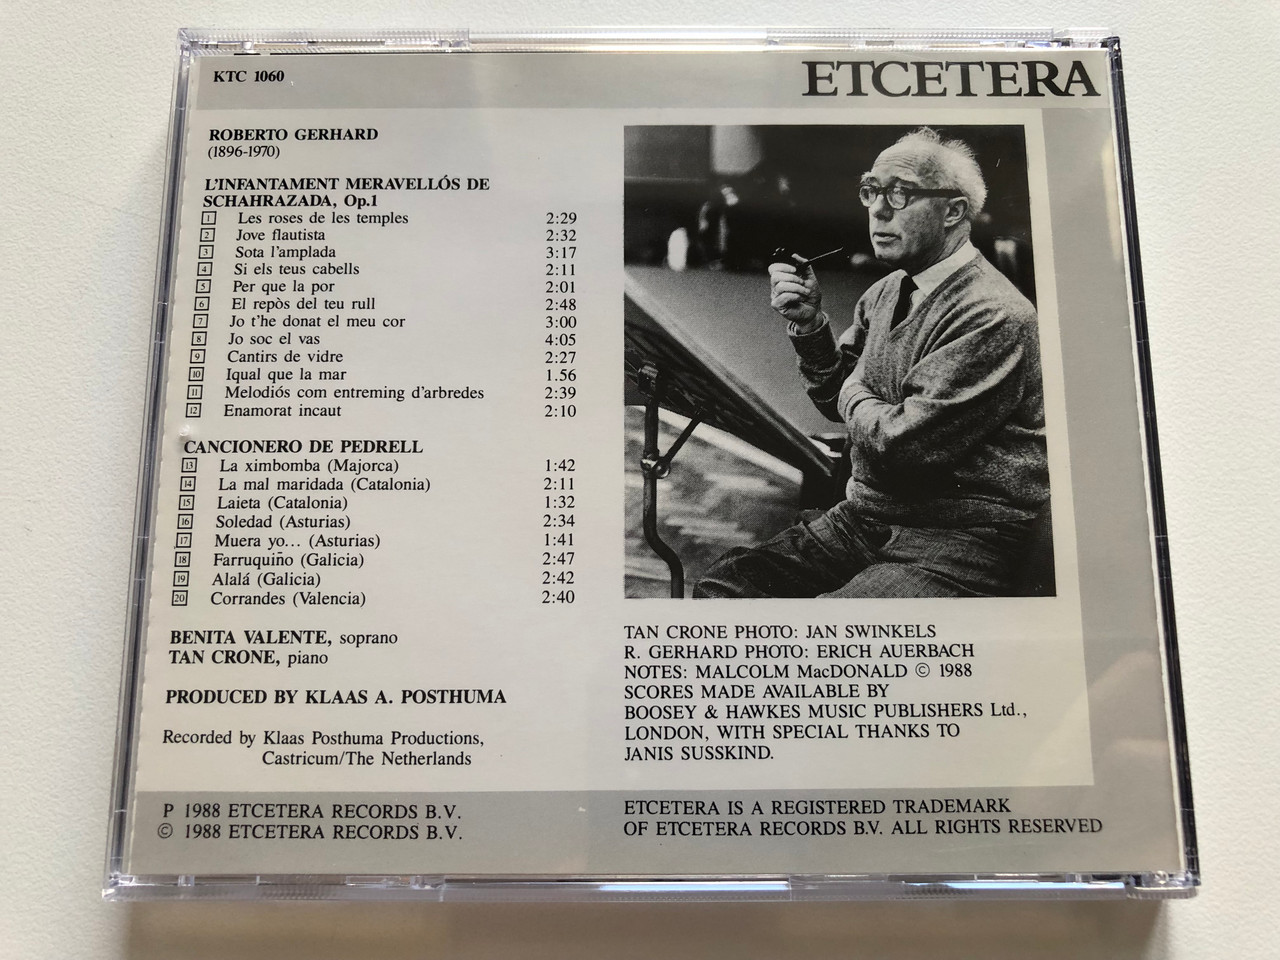 KTC 1060
ETCETERA
ROBERTO GERHARD
(1896-1970)
L'INFANTAMENT MERAVELLÓS DE
SCHAHRAZADA, Op.1
1 Les roses de les temples 2:29
2 Jove flautista 2:32
3 Sota l'amplada 3:17
4 Si els teus cabells 2:11
5 Per que la por 2:01
6 El repòs del teu rull 2:48
7 Jo t'he donat el meu cor 3:00
8 Jo soc el vas 4:05
9 Cantirs de vidre 2:27
10 Iqual que la mar 1.56
11 Melodiós com entreming d'arbredes 2:39
12 Enamorat incaut 2:10
CANCIONERO DE PEDRELL
13 La ximbomba (Majorca) 1:42
14 La mal maridada (Catalonia) 2:11
15 Laieta (Catalonia) 1:32
16 Soledad (Asturias) 2:34
17 Muera yo... (Asturias) 1:41
18 Farruquiño (Galicia) 2:47
19 Alalá (Galicia) 2:42
20 Corrandes (Valencia) 2:40
BENITA VALENTE, soprano
TAN CRONE, piano
PRODUCED BY KLAAS A. POSTHUMA
Recorded by Klaas Posthuma Productions,
Castricum/The Netherlands
TAN CRONE PHOTO: JAN SWINKELS
R. GERHARD PHOTO: ERICH AUERBACH
NOTES: MALCOLM MacDONALD © 1988
SCORES MADE AVAILABLE BY
BOOSEY & HAWKES MUSIC PUBLISHERS Ltd.,
LONDON, WITH SPECIAL THANKS TO
JANIS SUSSKIND.
P 1988 ETCETERA RECORDS B.V.
© 1988 ETCETERA RECORDS B.V.
ETCETERA IS A REGISTERED TRADEMARK
OF ETCETERA RECORDS B.V. ALL RIGHTS RESERVED